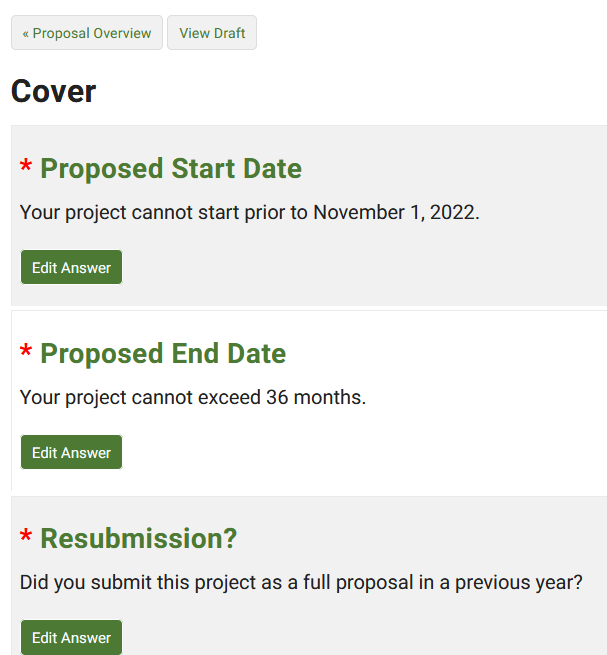 « Proposal Overview View Draft
Cover
* Proposed Start Date
Your project cannot start prior to November 1, 2022.
Edit Answer
* Proposed End Date
Your project cannot exceed 36 months.
Edit Answer
* Resubmission?
Did you submit this project as a full proposal in a previous year?
Edit Answer